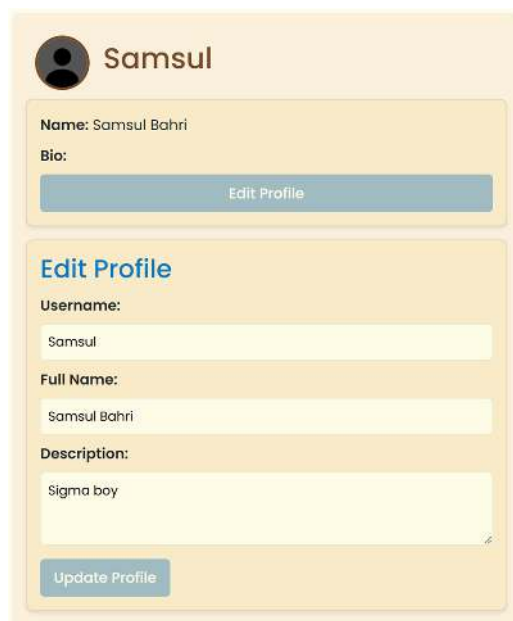 Samsul
Name: Samsul Bahri
Bio:
Edit Profile
Edit Profile
Username:
Samsul
Full Name:
Samsul Bahri
Description:
Sigma boy
Update Profile